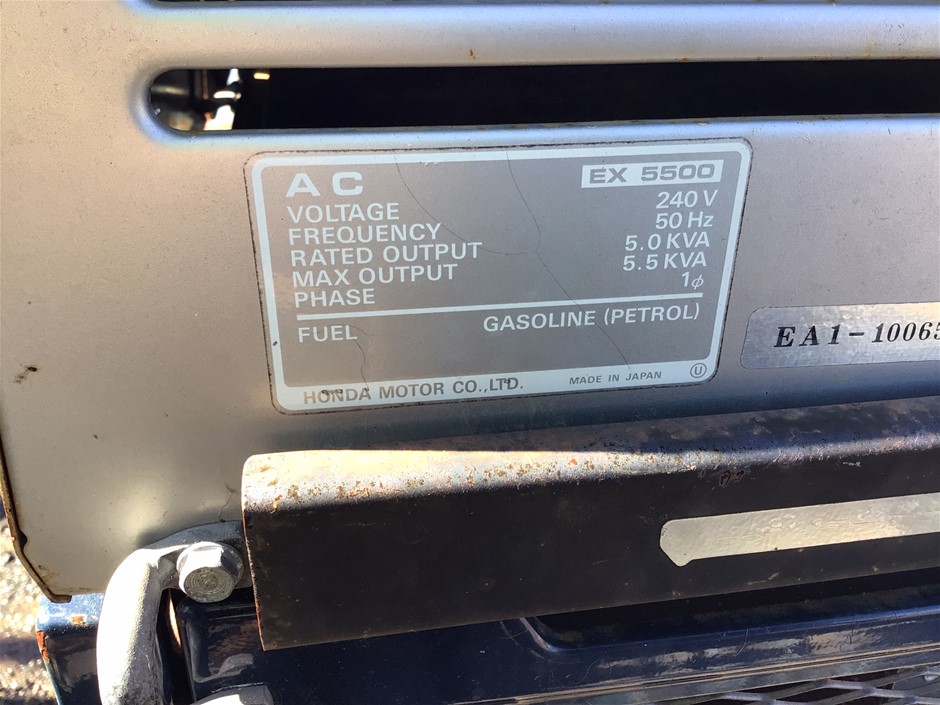 AC EX 5500
VOLTAGE 240 V
FREQUENCY 50 Hz
RATED OUTPUT 5.0 KVA
MAX OUTPUT 5.5 KVA
PHASE 1ϕ
FUEL GASOLINE (PETROL)
HONDA MOTOR CO.,LTD. MADE IN JAPAN U
EA1-10065